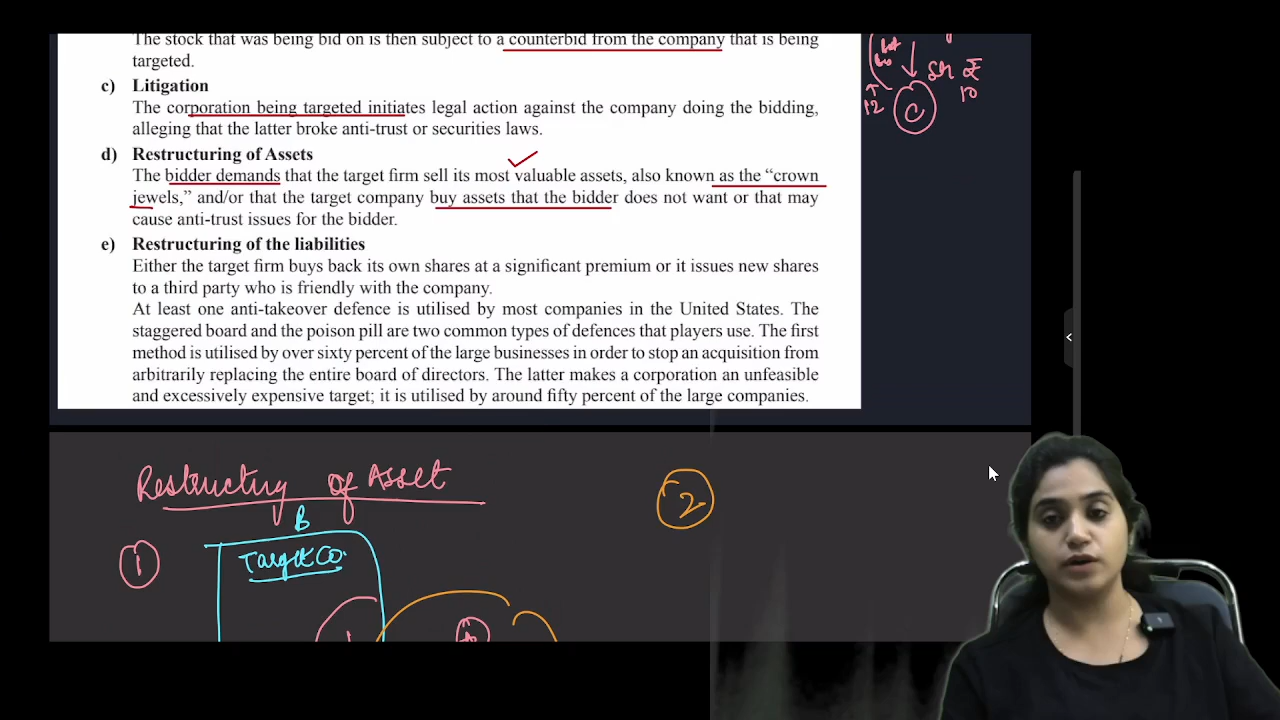 The stock that was being bid on is then subject to a counterbid from the company that is being
targeted.
c) Litigation
The corporation being targeted initiates legal action against the company doing the bidding,
alleging that the latter broke anti-trust or securities laws.
d) Restructuring of Assets
The bidder demands that the target firm sell its most valuable assets, also known as the “crown
jewels,” and/or that the target company buy assets that the bidder does not want or that may
cause anti-trust issues for the bidder.
e) Restructuring of the liabilities
Either the target firm buys back its own shares at a significant premium or it issues new shares
to a third party who is friendly with the company.
At least one anti-takeover defence is utilised by most companies in the United States. The
staggered board and the poison pill are two common types of defences that players use. The first
method is utilised by over sixty percent of the large businesses in order to stop an acquisition from
arbitrarily replacing the entire board of directors. The latter makes a corporation an unfeasible
and excessively expensive target; it is utilised by around fifty percent of the large companies.
₹
10
12
C
Restructing of Asset
2
B
1
Target Co.